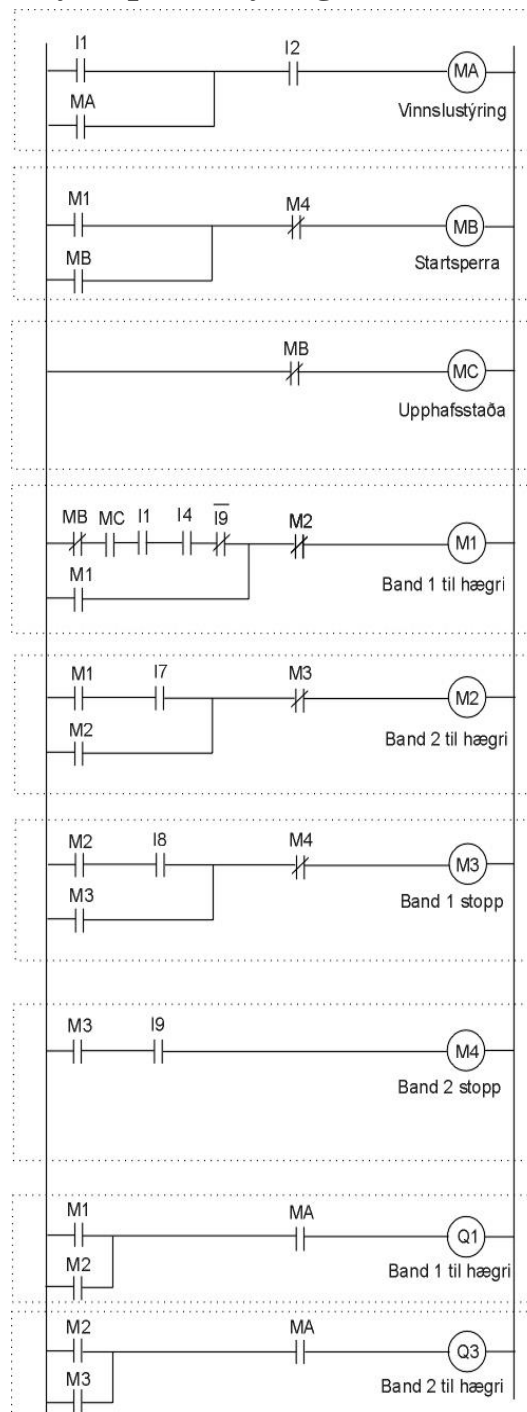 I1 I2
MA
MA
Vinnslustýring
M1 M4
MB
MB
Startsperra
MB
MC
Upphafsstaða
MB MC I1 I4 I9 M2
M1
M1
Band 1 til hægri
M1 I7 M3
M2
M2
Band 2 til hægri
M2 I8 M4
M3
M3
Band 1 stopp
M3 I9
M4
Band 2 stopp
M1 MA
Q1
M2
Band 1 til hægri
M2 MA
Q3
M3
Band 2 til hægri